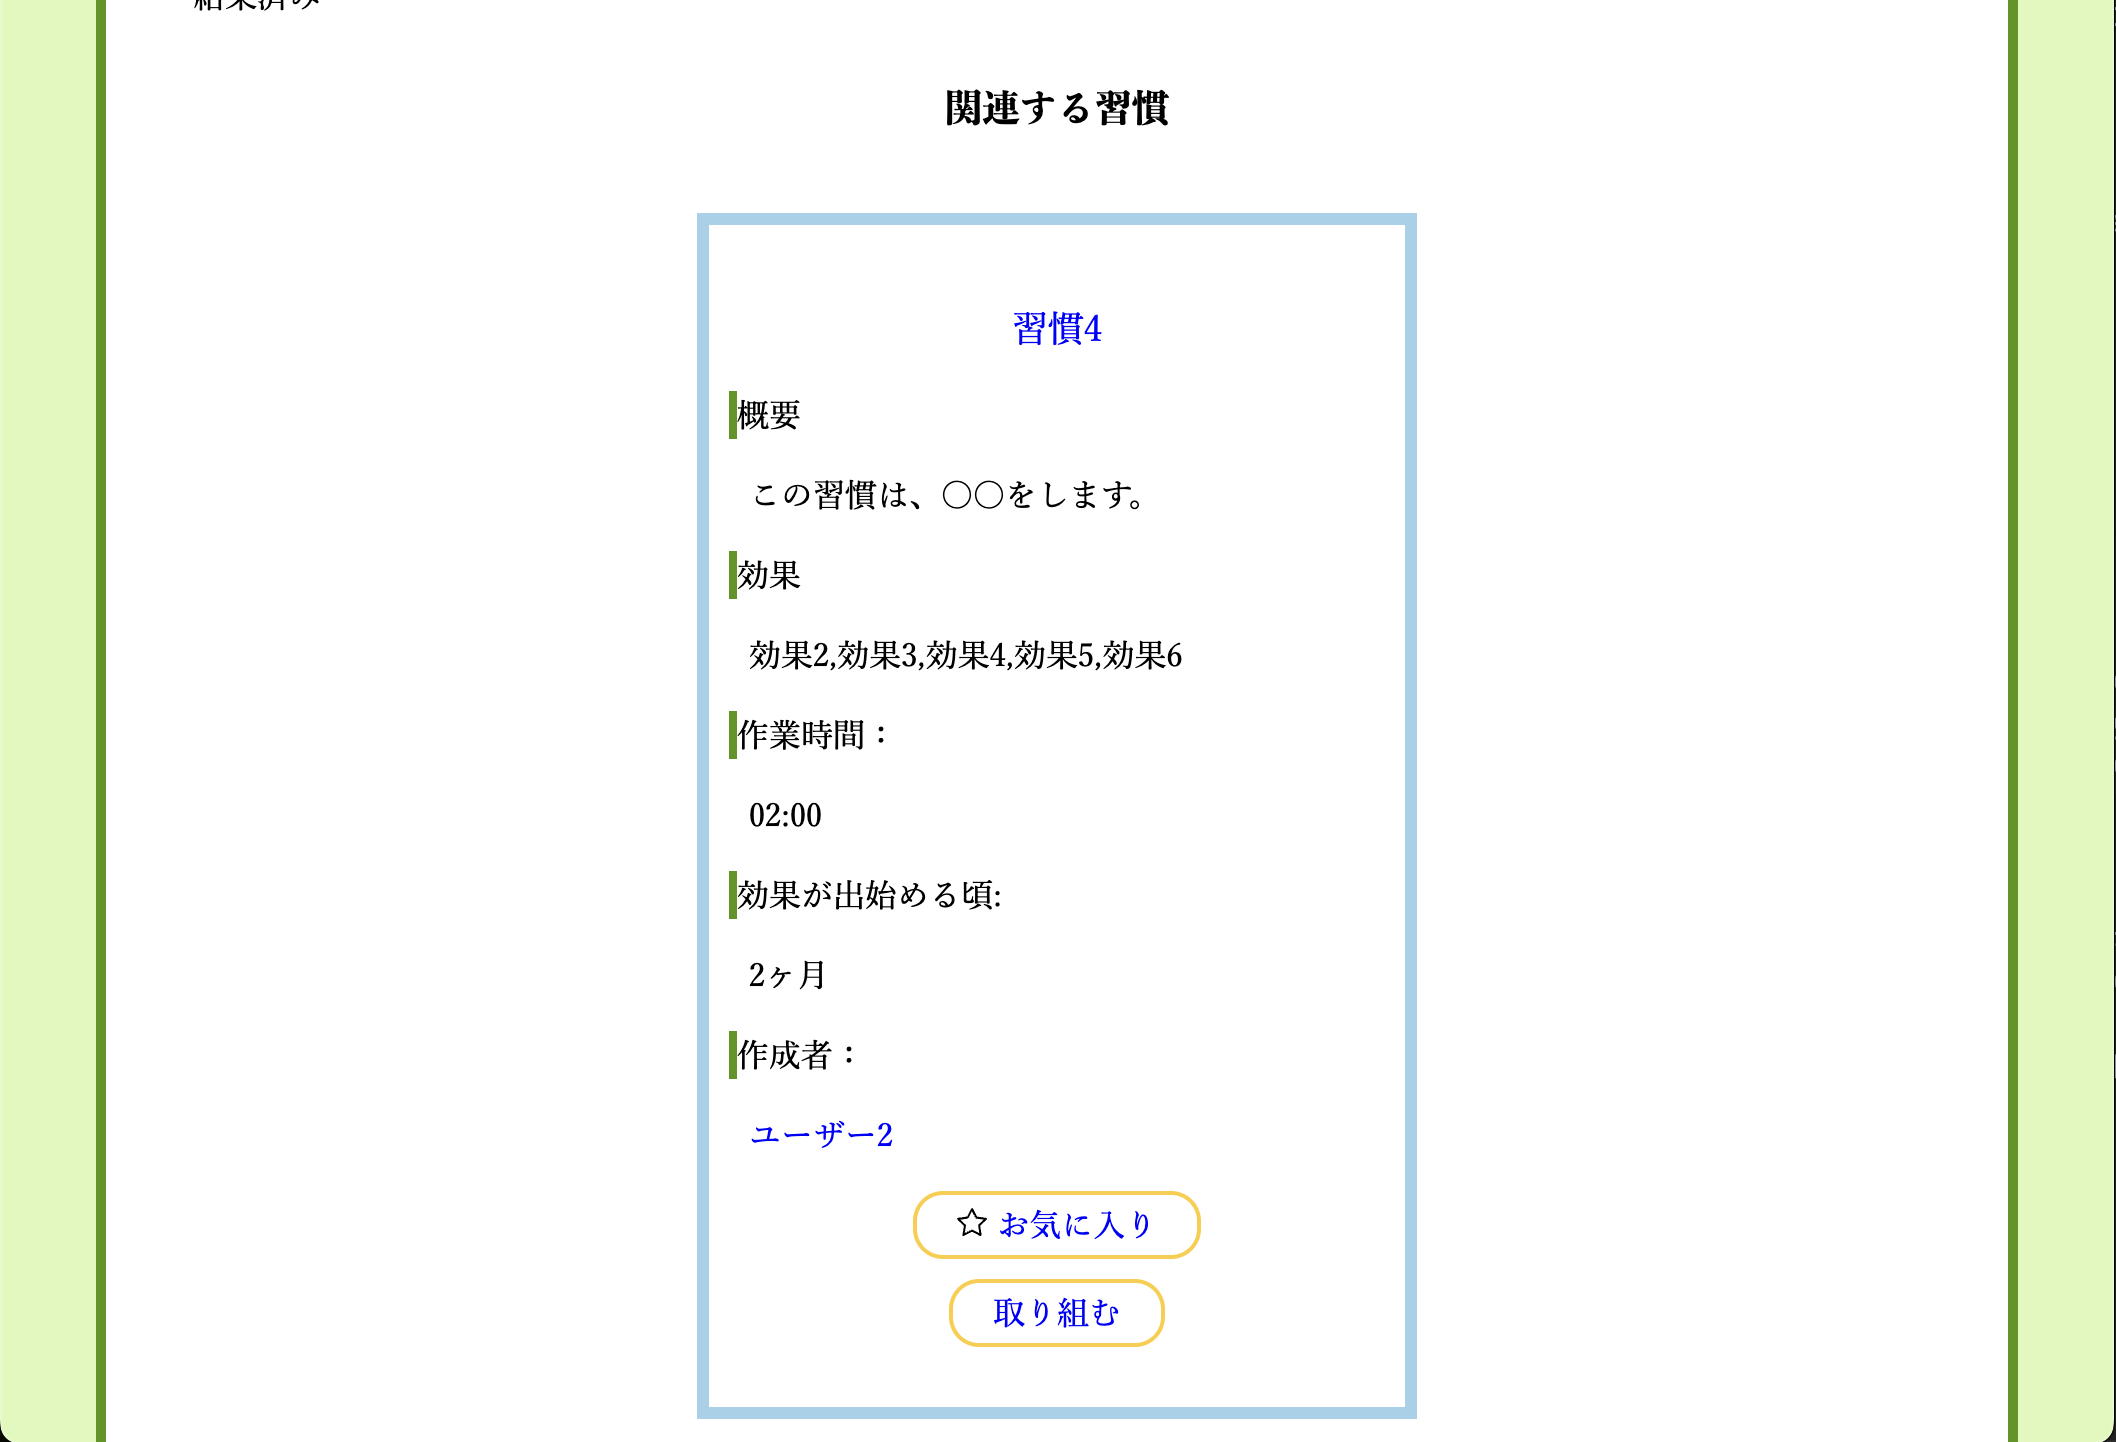 関連する習慣
習慣4
概要
この習慣は、〇〇をします。
効果
効果2,効果3,効果4,効果5,効果6
作業時間：
02:00
効果が出始める頃:
2ヶ月
作成者：
ユーザー2
お気に入り
取り組む